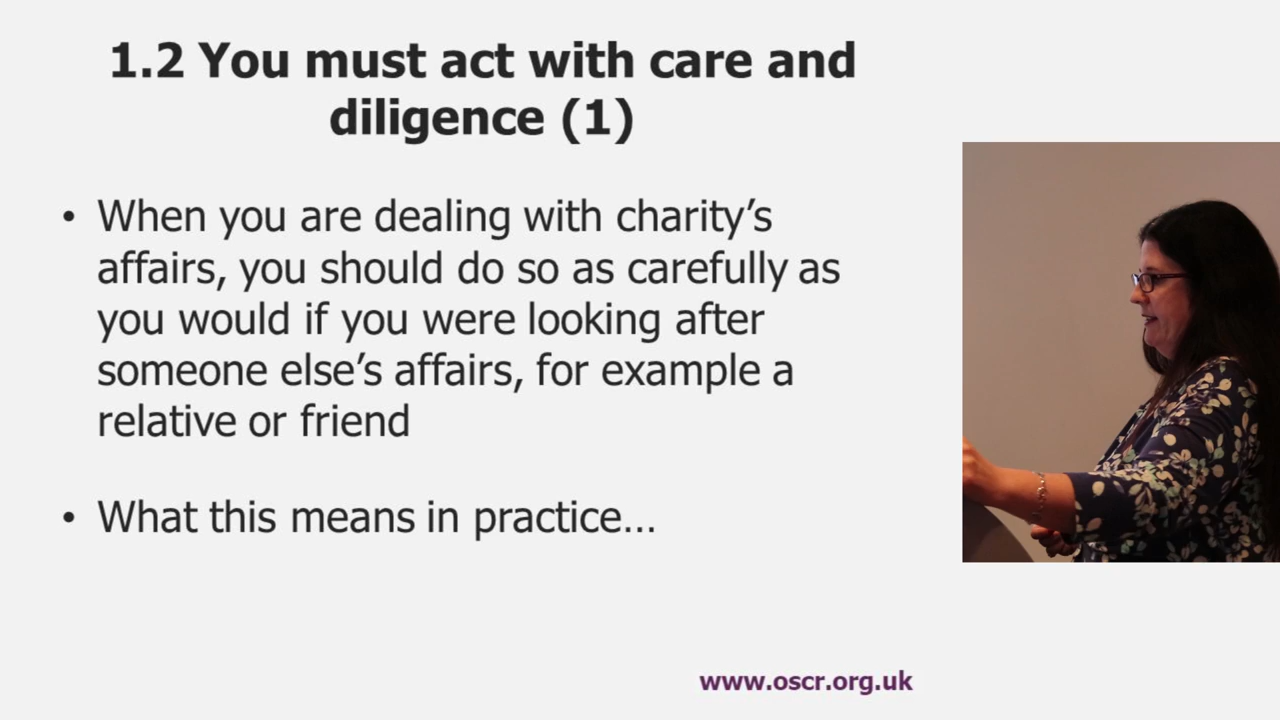 1.2 You must act with care and
diligence (1)
• When you are dealing with charity’s
affairs, you should do so as carefully as
you would if you were looking after
someone else’s affairs, for example a
relative or friend
• What this means in practice…
www.oscr.org.uk